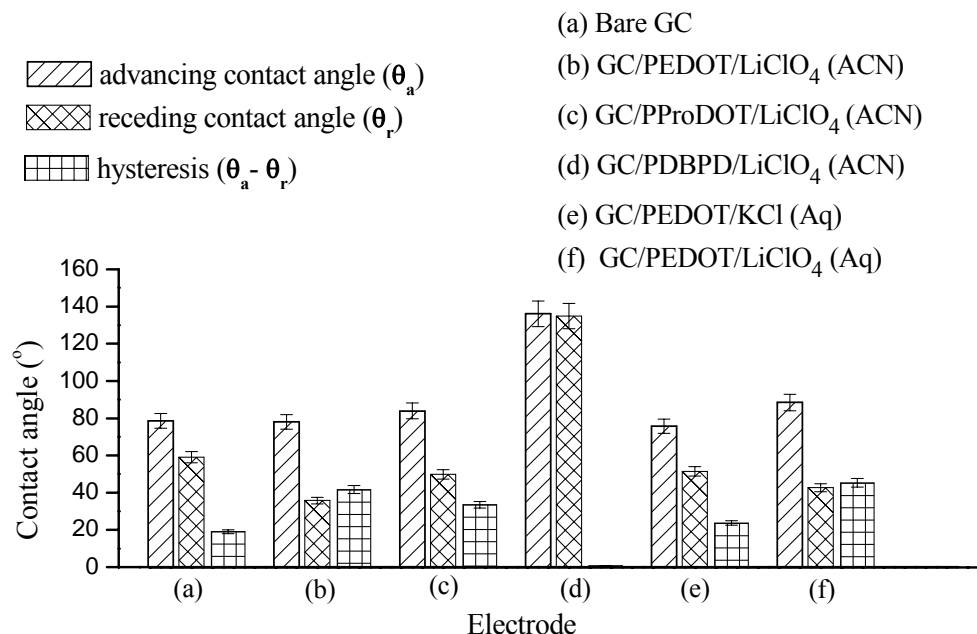 advancing contact angle (θₐ)
receding contact angle (θᵣ)
hysteresis (θₐ- θᵣ)
(a) Bare GC
(b) GC/PEDOT/LiClO₄ (ACN)
(c) GC/PProDOT/LiClO₄ (ACN)
(d) GC/PDBPD/LiClO₄ (ACN)
(e) GC/PEDOT/KCl (Aq)
(f) GC/PEDOT/LiClO₄ (Aq)
Contact angle (°)
160
140
120
100
80
60
40
20
0
(a) (b) (c) (d) (e) (f)
Electrode